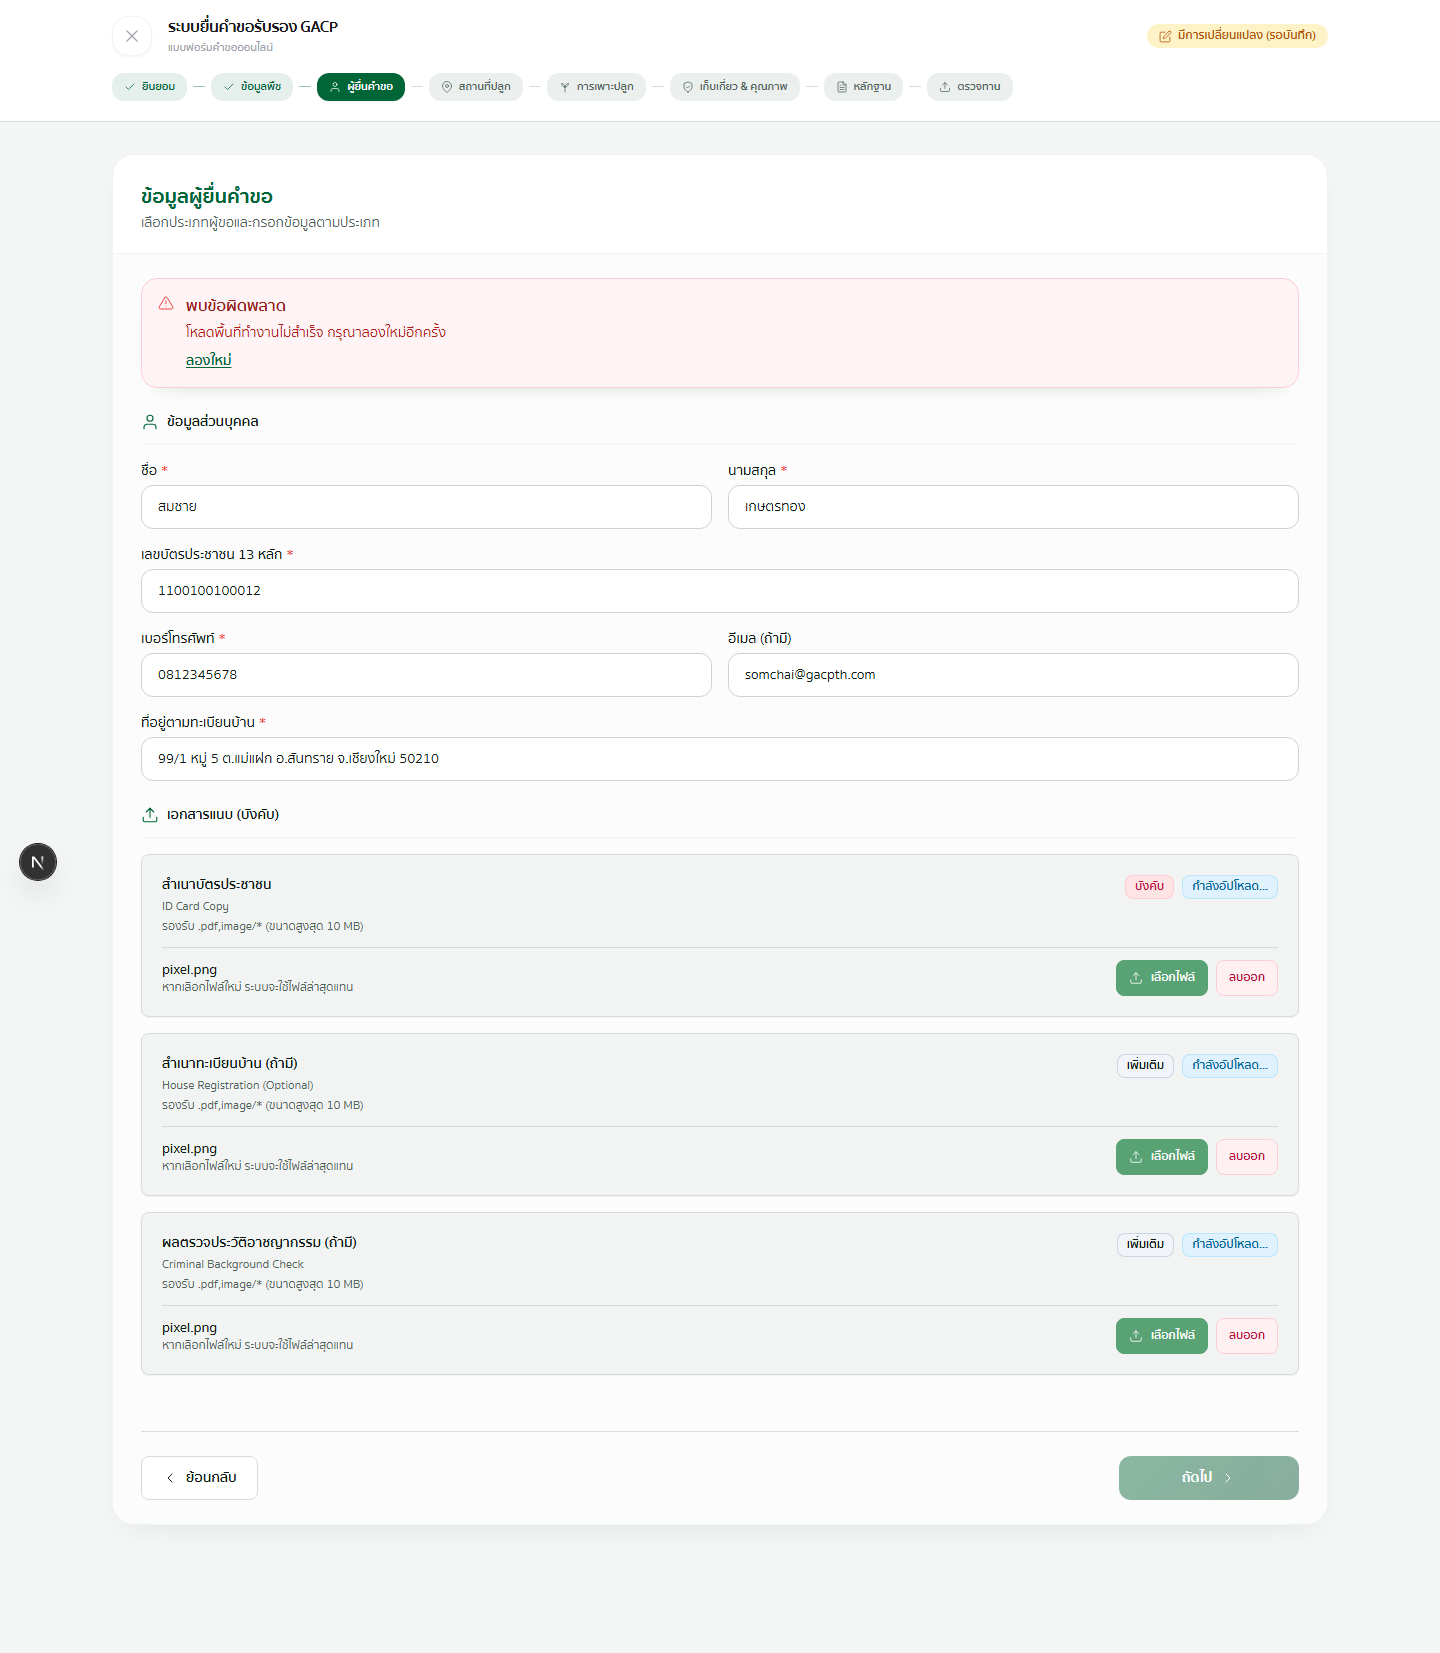 ระบบยื่นคำขอรับรอง GACP
แบบฟอร์มคำขอออนไลน์
มีการเปลี่ยนแปลง (รอบันทึก)
ยินยอม
ข้อมูลพืช
ผู้ยื่นคำขอ
สถานที่ปลูก
การเพาะปลูก
เก็บเกี่ยว & คุณภาพ
หลักฐาน
ตรวจทาน
ข้อมูลผู้ยื่นคำขอ
เลือกประเภทผู้ขอและกรอกข้อมูลตามประเภท
พบข้อผิดพลาด
โหลดพื้นที่ทำงานไม่สำเร็จ กรุณาลองใหม่อีกครั้ง
ลองใหม่
ข้อมูลส่วนบุคคล
ชื่อ *
นามสกุล *
สมชาย
เกษตรทอง
เลขบัตรประชาชน 13 หลัก *
1100100100012
เบอร์โทรศัพท์ *
อีเมล (ถ้ามี)
0812345678
somchai@gacpth.com
ที่อยู่ตามทะเบียนบ้าน *
99/1 หมู่ 5 ต.แม่แฝก อ.สันทราย จ.เชียงใหม่ 50210
เอกสารแนบ (บังคับ)
N
สำเนาบัตรประชาชน
บังคับ
กำลังอัปโหลด...
ID Card Copy
รองรับ .pdf,image/* (ขนาดสูงสุด 10 MB)
pixel.png
หากเลือกไฟล์ใหม่ ระบบจะใช้ไฟล์ล่าสุดแทน
เลือกไฟล์
ลบออก
สำเนาทะเบียนบ้าน (ถ้ามี)
เพิ่มเติม
กำลังอัปโหลด...
House Registration (Optional)
รองรับ .pdf,image/* (ขนาดสูงสุด 10 MB)
pixel.png
หากเลือกไฟล์ใหม่ ระบบจะใช้ไฟล์ล่าสุดแทน
เลือกไฟล์
ลบออก
ผลตรวจประวัติอาชญากรรม (ถ้ามี)
เพิ่มเติม
กำลังอัปโหลด...
Criminal Background Check
รองรับ .pdf,image/* (ขนาดสูงสุด 10 MB)
pixel.png
หากเลือกไฟล์ใหม่ ระบบจะใช้ไฟล์ล่าสุดแทน
เลือกไฟล์
ลบออก
ย้อนกลับ
ถัดไป